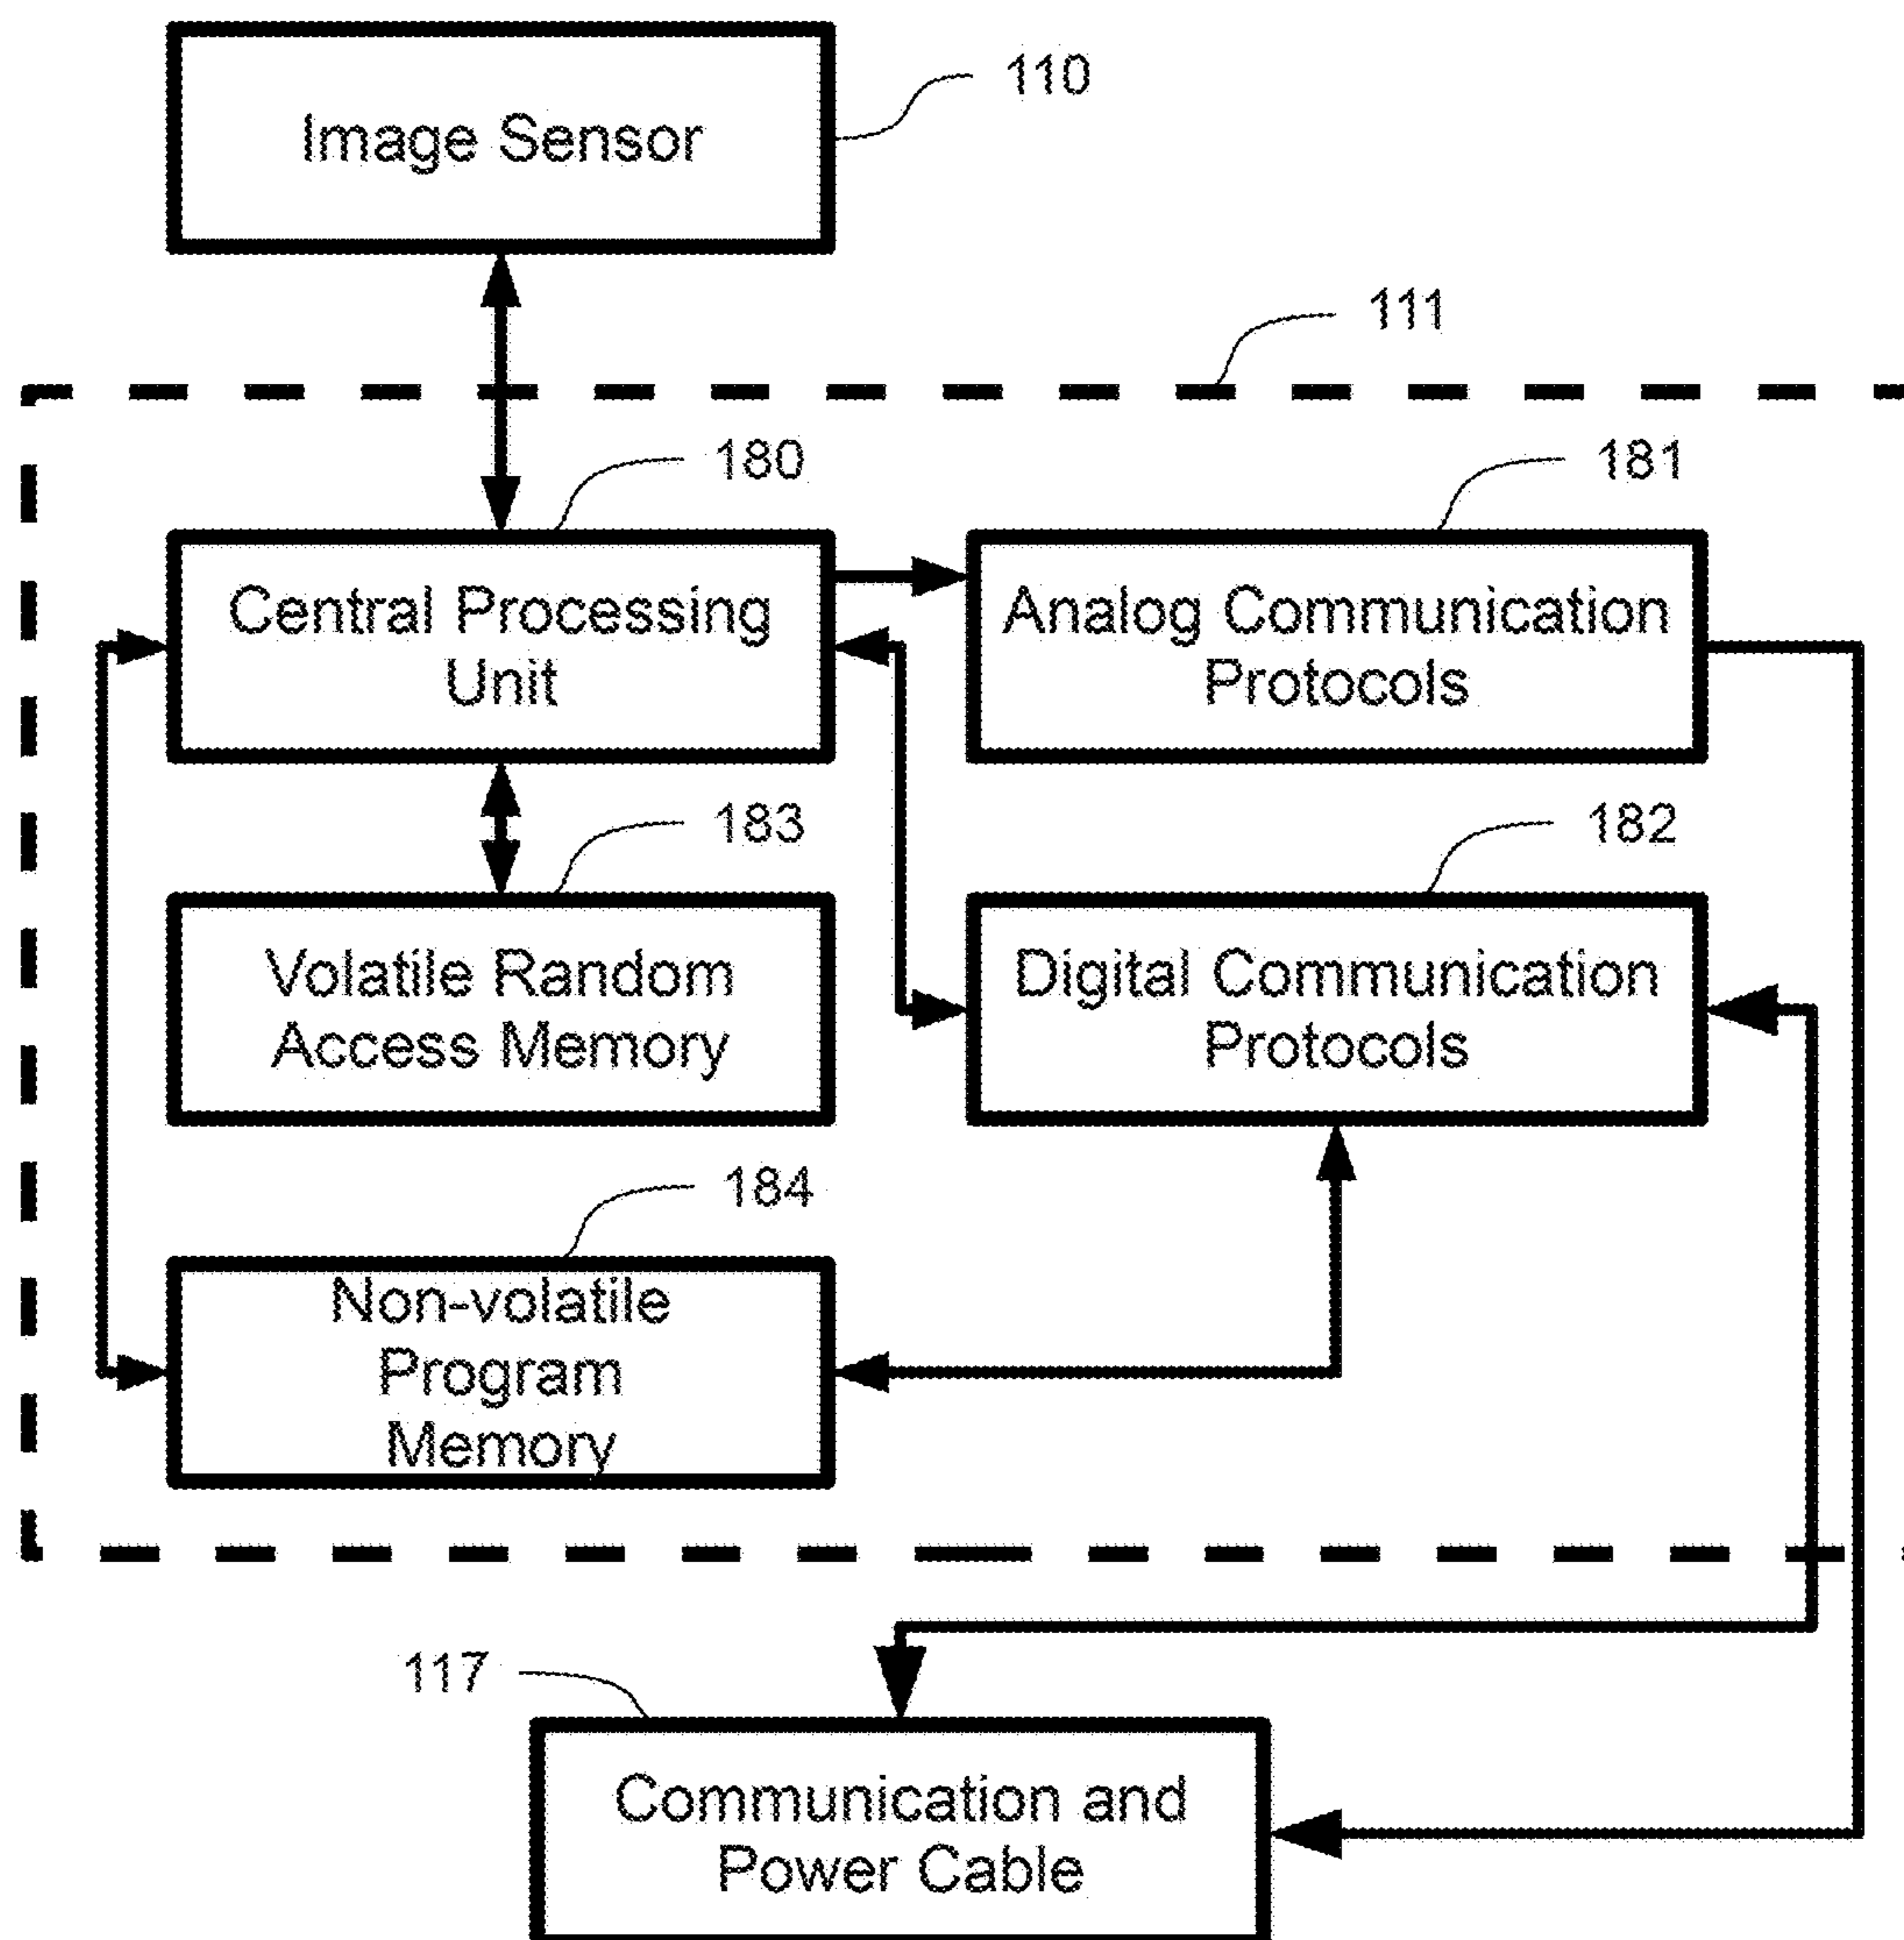 Image Sensor
110
111
180
181
Central Processing
Unit
Analog Communication
Protocols
183
182
Volatile Random
Access Memory
Digital Communication
Protocols
184
Non-volatile
Program
Memory
117
Communication and
Power Cable